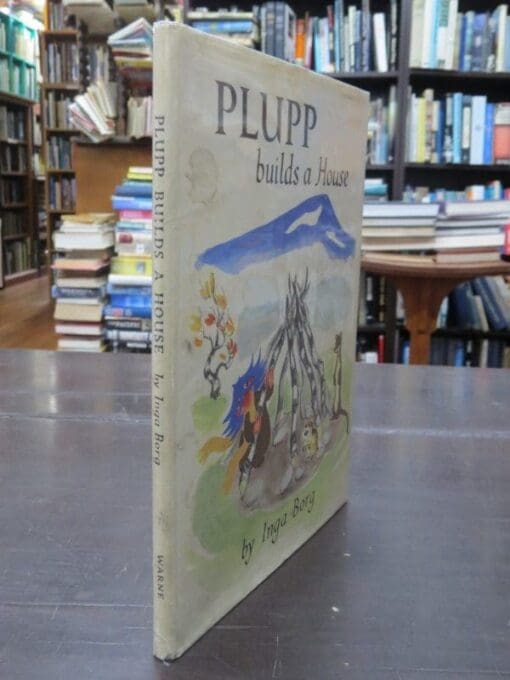 PLUPP
builds a House
by Inga Borg
PLUPP BUILDS A HOUSE by Inga Borg
WARNE